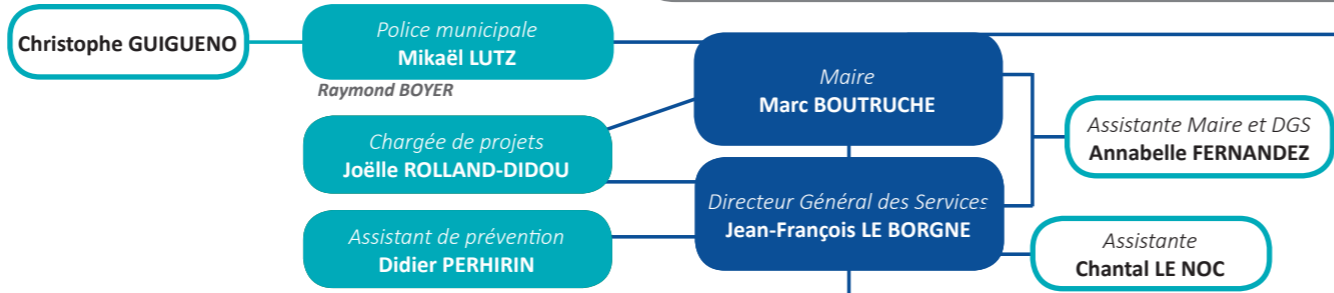 Christophe GUIGUENO
Police municipale
Mikaël LUTZ
Raymond BOYER
Chargée de projets
Joëlle ROLLAND-DIDOU
Assistant de prévention
Didier PERHIRIN
Maire
Marc BOUTRUCHE
Directeur Général des Services
Jean-François LE BORGNE
Assistante Maire et DGS
Annabelle FERNANDEZ
Assistante
Chantal LE NOC